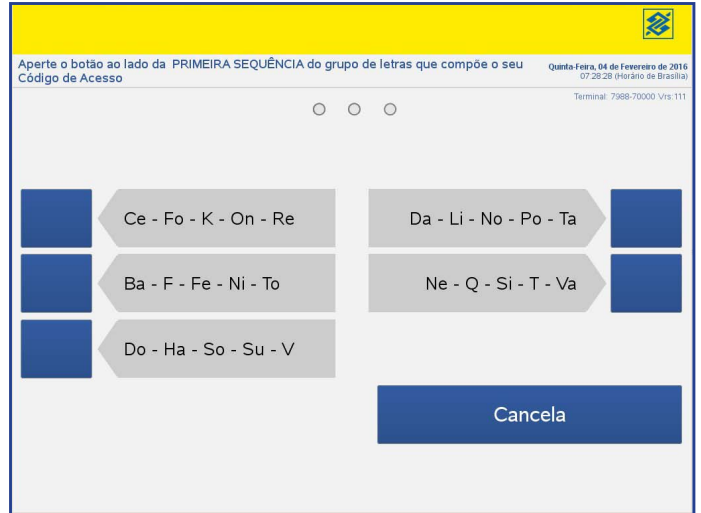 Aperte o botão ao lado da PRIMEIRA SEQUÊNCIA do grupo de letras que compõe o seu
Código de Acesso
Quinta-Feira, 04 de Fevereiro de 2016
07:28:28 (Horário de Brasília)
Terminal: 7988-70000 Vrs:111
Ce - Fo - K - On - Re
Da - Li - No - Po - Ta
Ba - F - Fe - Ni - To
Ne - Q - Si - T - Va
Do - Ha - So - Su - V
Cancela